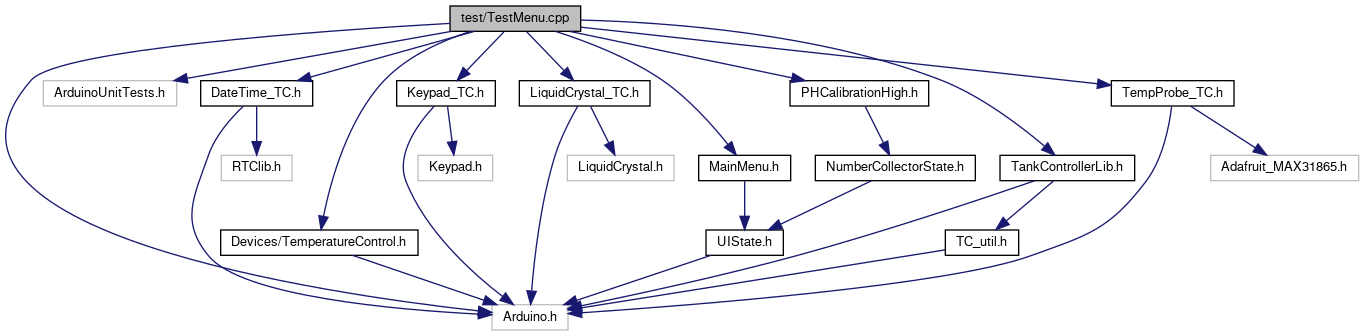 test/TestMenu.cpp
ArduinoUnitTests.h
DateTime_TC.h
Keypad_TC.h
LiquidCrystal_TC.h
PHCalibrationHigh.h
TempProbe_TC.h
RTClib.h
Keypad.h
LiquidCrystal.h
MainMenu.h
NumberCollectorState.h
TankControllerLib.h
Adafruit_MAX31865.h
Devices/TemperatureControl.h
UIState.h
TC_util.h
Arduino.h